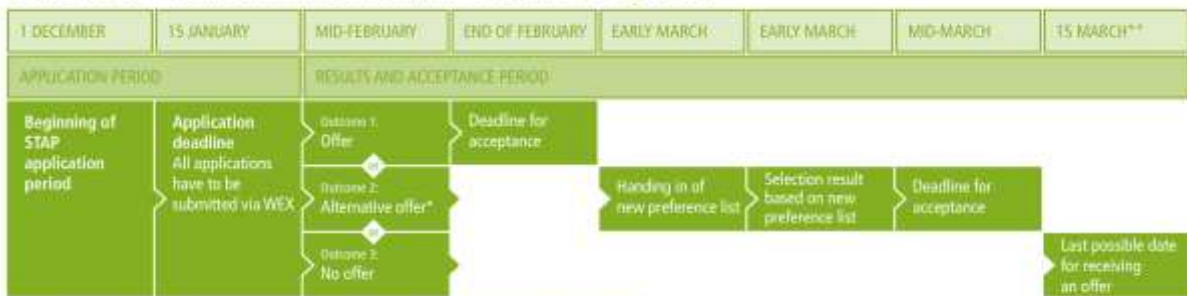 1 DECEMBER
15 JANUARY
MID-FEBRUARY
END OF FEBRUARY
EARLY MARCH
EARLY MARCH
MID-MARCH
15 MARCH**
APPLICATION PERIOD
RESULTS AND ACCEPTANCE PERIOD
Beginning of
STAP
application
period
Application
deadline
All applications
have to be
submitted via WEX
Outcome 1:
Offer
or
Outcome 2:
Alternative offer*
or
Outcome 3:
No offer
Deadline for
acceptance
Handing in of
new preference list
Selection result
based on new
preference list
Deadline for
acceptance
Last possible date
for receiving
an offer